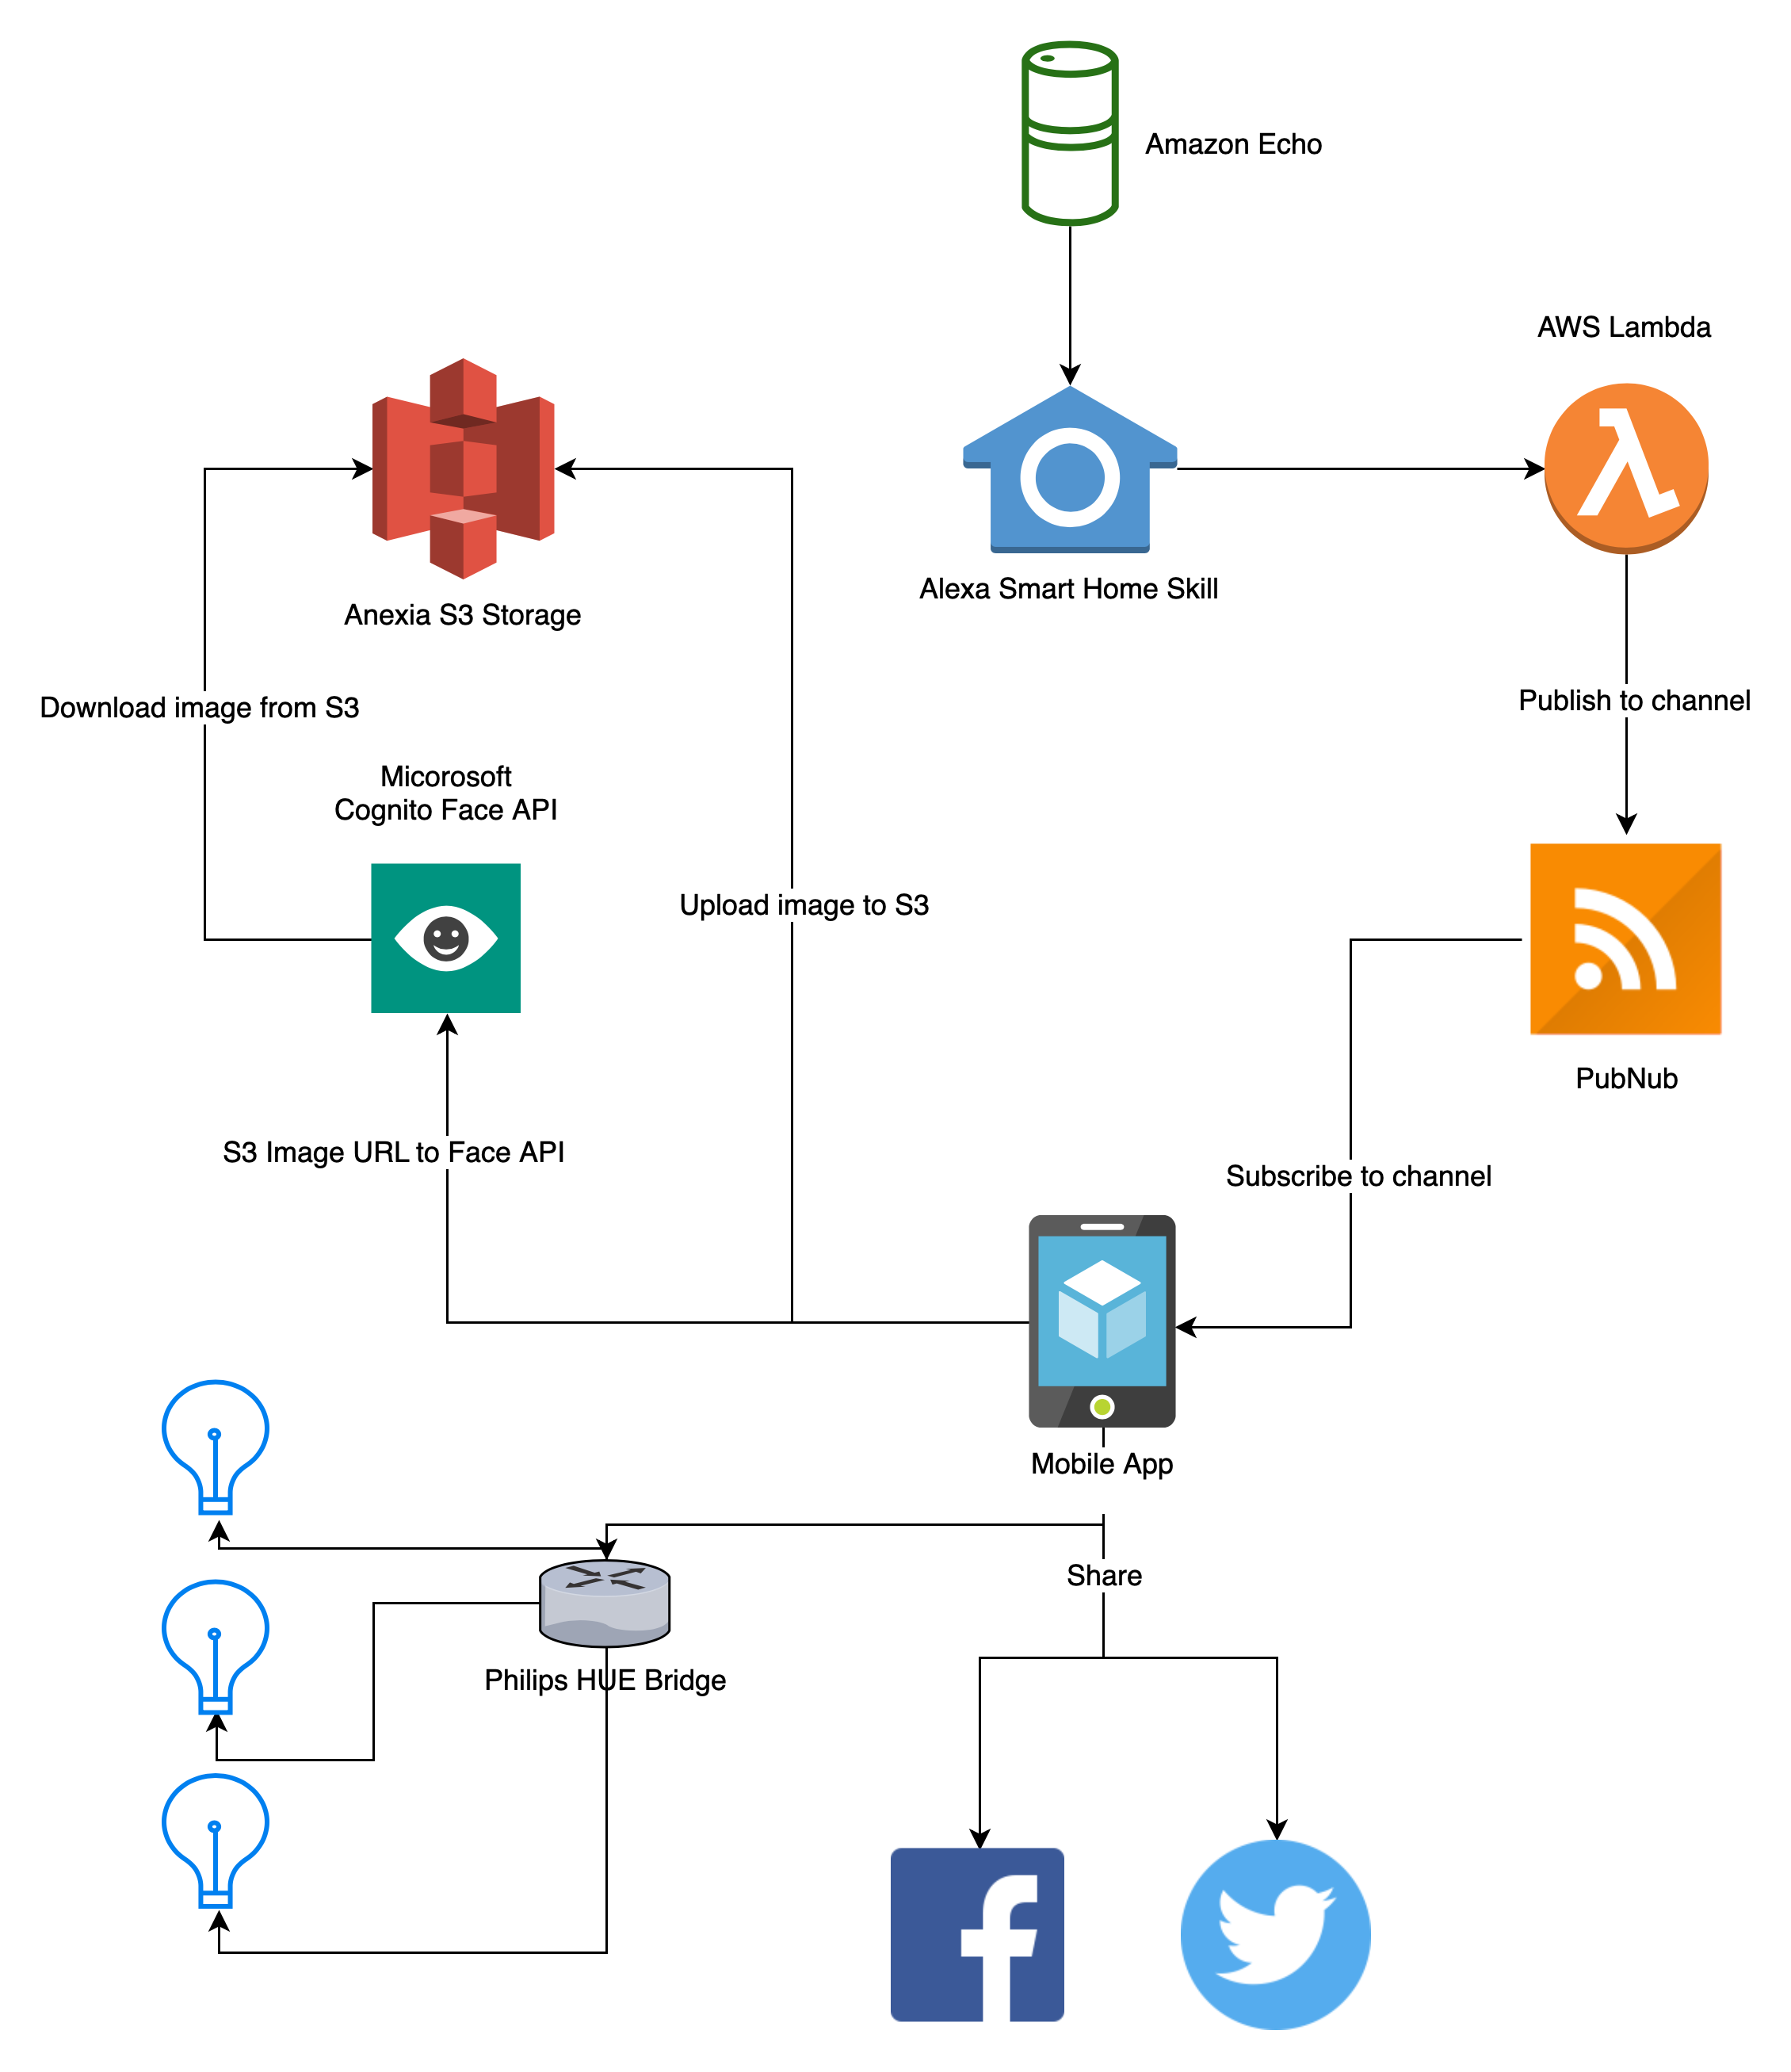 Amazon Echo
AWS Lambda
Alexa Smart Home Skill
Anexia S3 Storage
Publish to channel
Download image from S3
Micorosoft
Cognito Face API
Upload image to S3
PubNub
S3 Image URL to Face API
Subscribe to channel
Mobile App
Share
Philips HUE Bridge